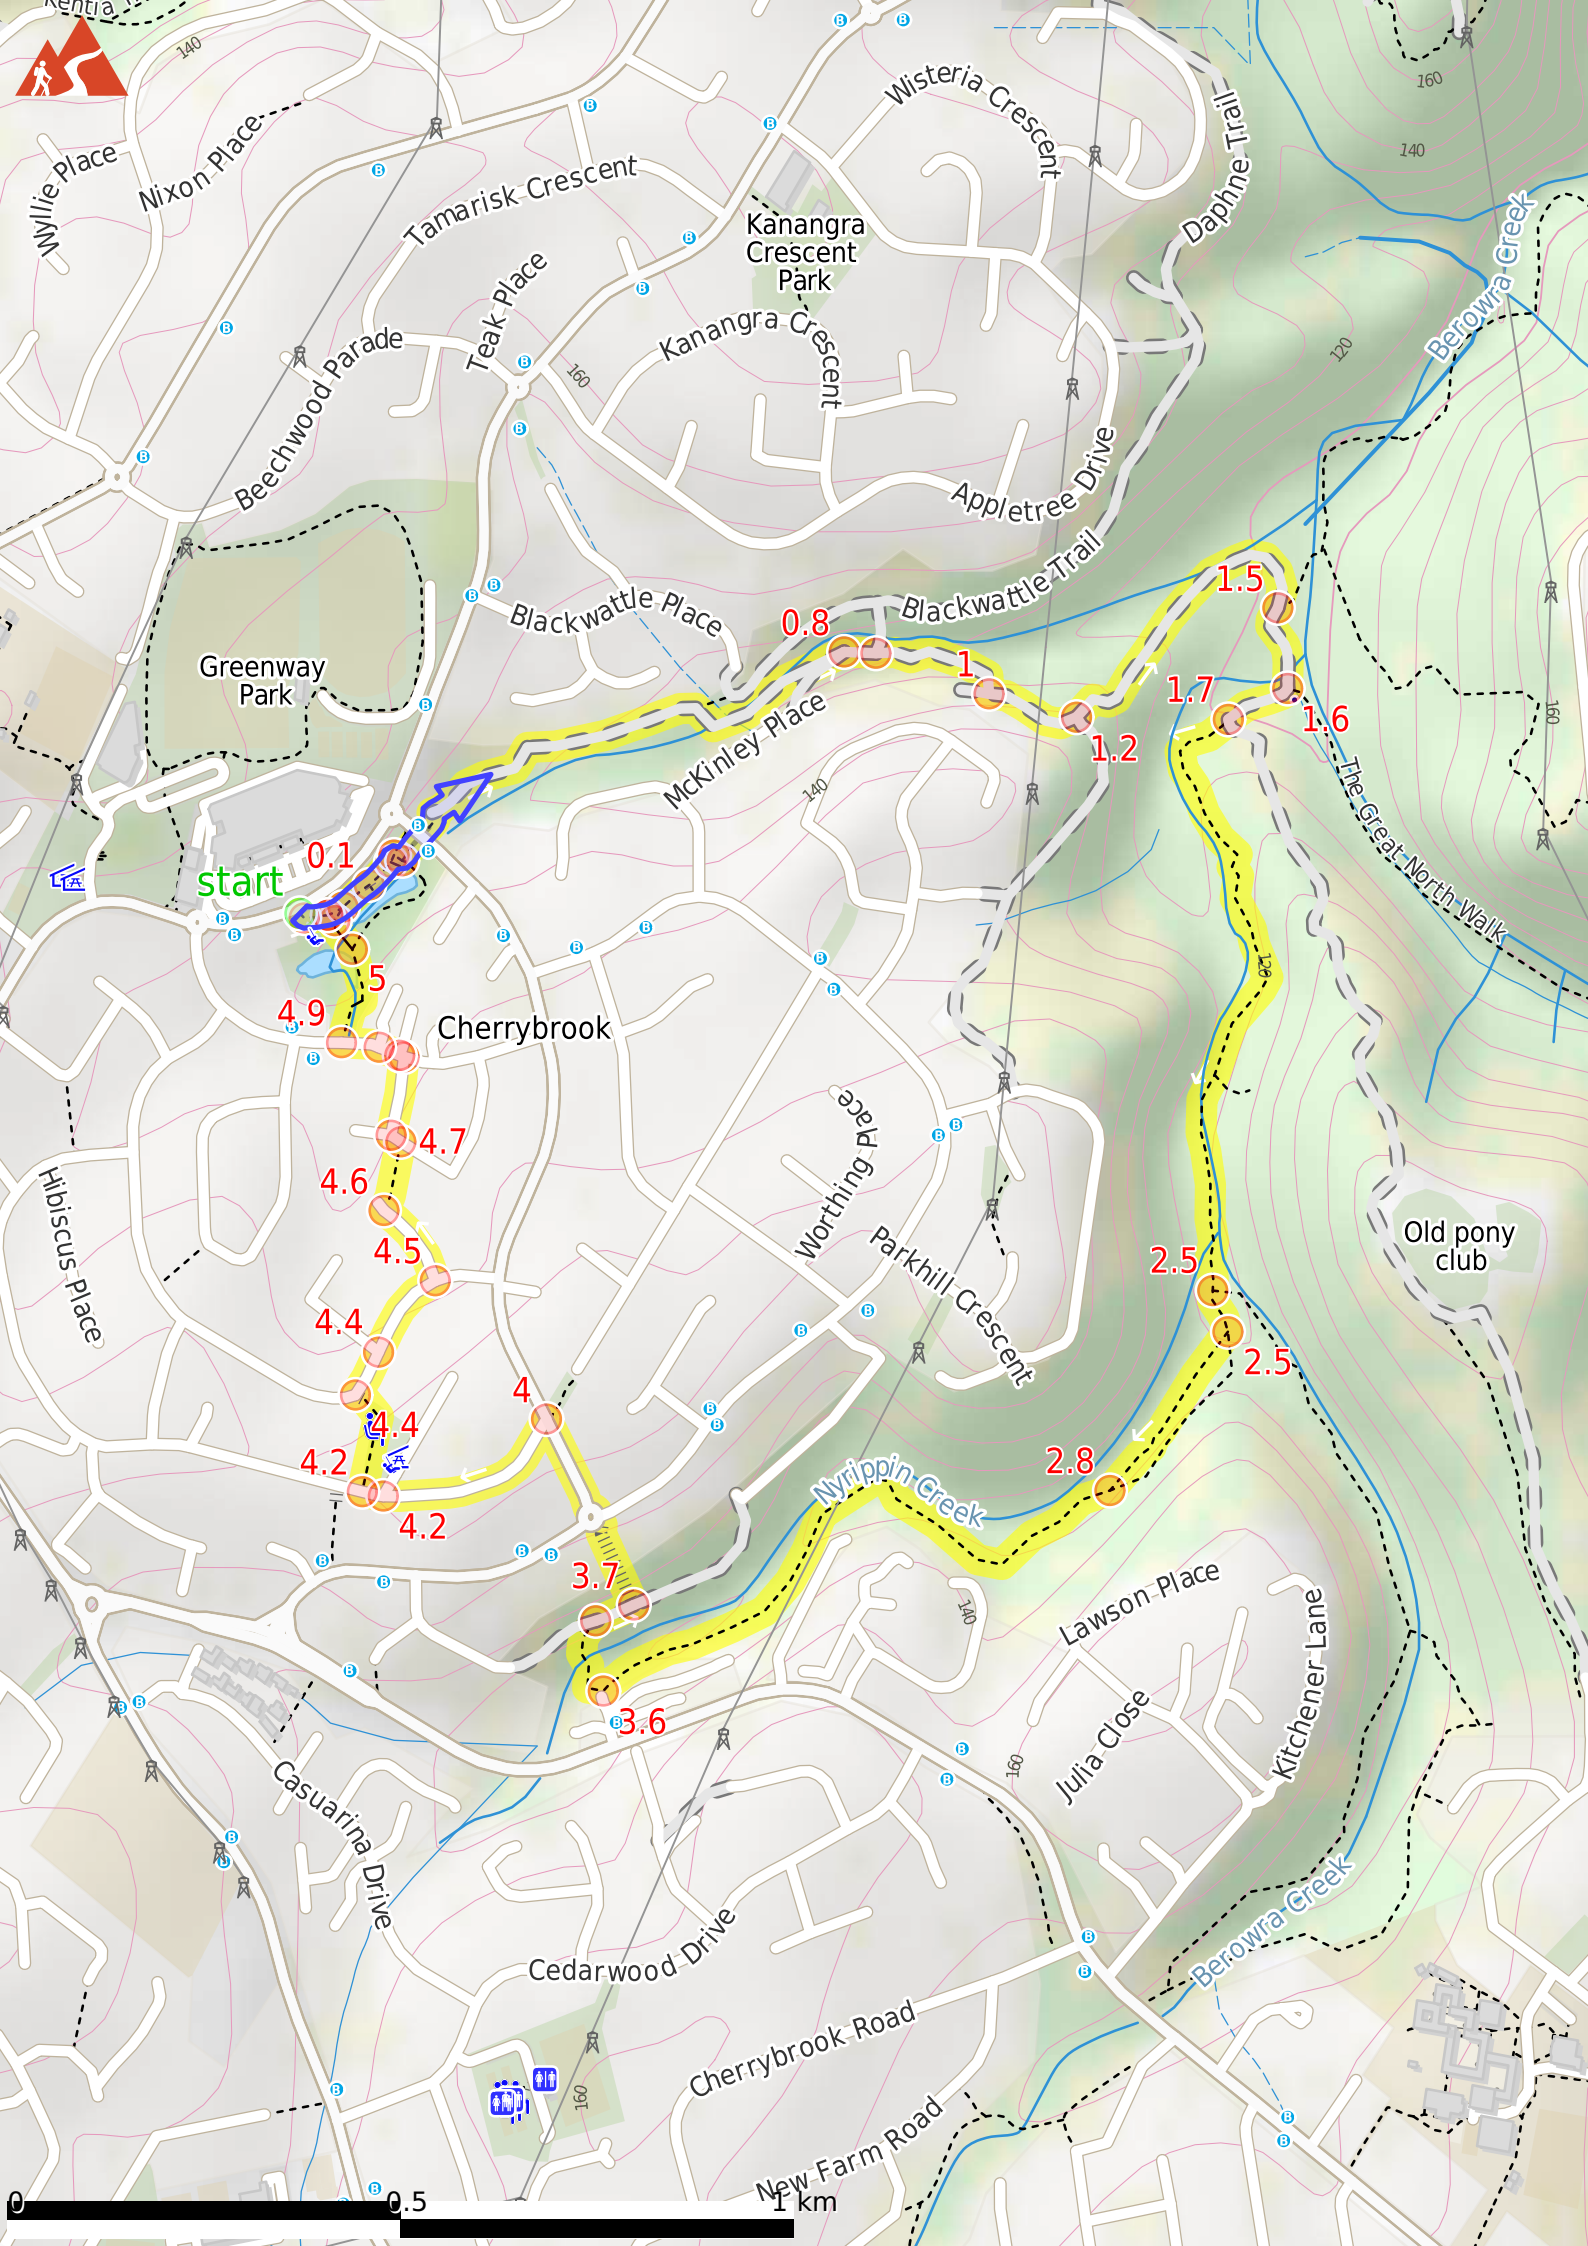 Kentia
140
160
Wisteria Crescent
140
Daphne Trail
Nixon Place
Wyllie Place
Tamarisk Crescent
Kanangra
Crescent
Park
Berowra Creek
Teak Place
Kanangra Crescent
Beechwood Parade
160
120
Appletree Drive
Blackwattle Trail
Blackwattle Place
1.5
0.8
Greenway
Park
1
1.7
1.6
1.2
160
McKinley Place
140
The Great North Walk
0.1
start
120
5
4.9
Cherrybrook
Worthing Place
4.7
4.6
Hibiscus Place
4.5
Parkhill Crescent
Old pony
club
2.5
4.4
2.5
4
4.4
4.2
2.8
Nyrippin Creek
4.2
3.7
Lawson Place
140
Kitchener Lane
3.6
Julia Close
160
Casuarina Drive
Berowra Creek
Cedarwood Drive
Cherrybrook Road
160
New Farm Road
0
0.5
1 km